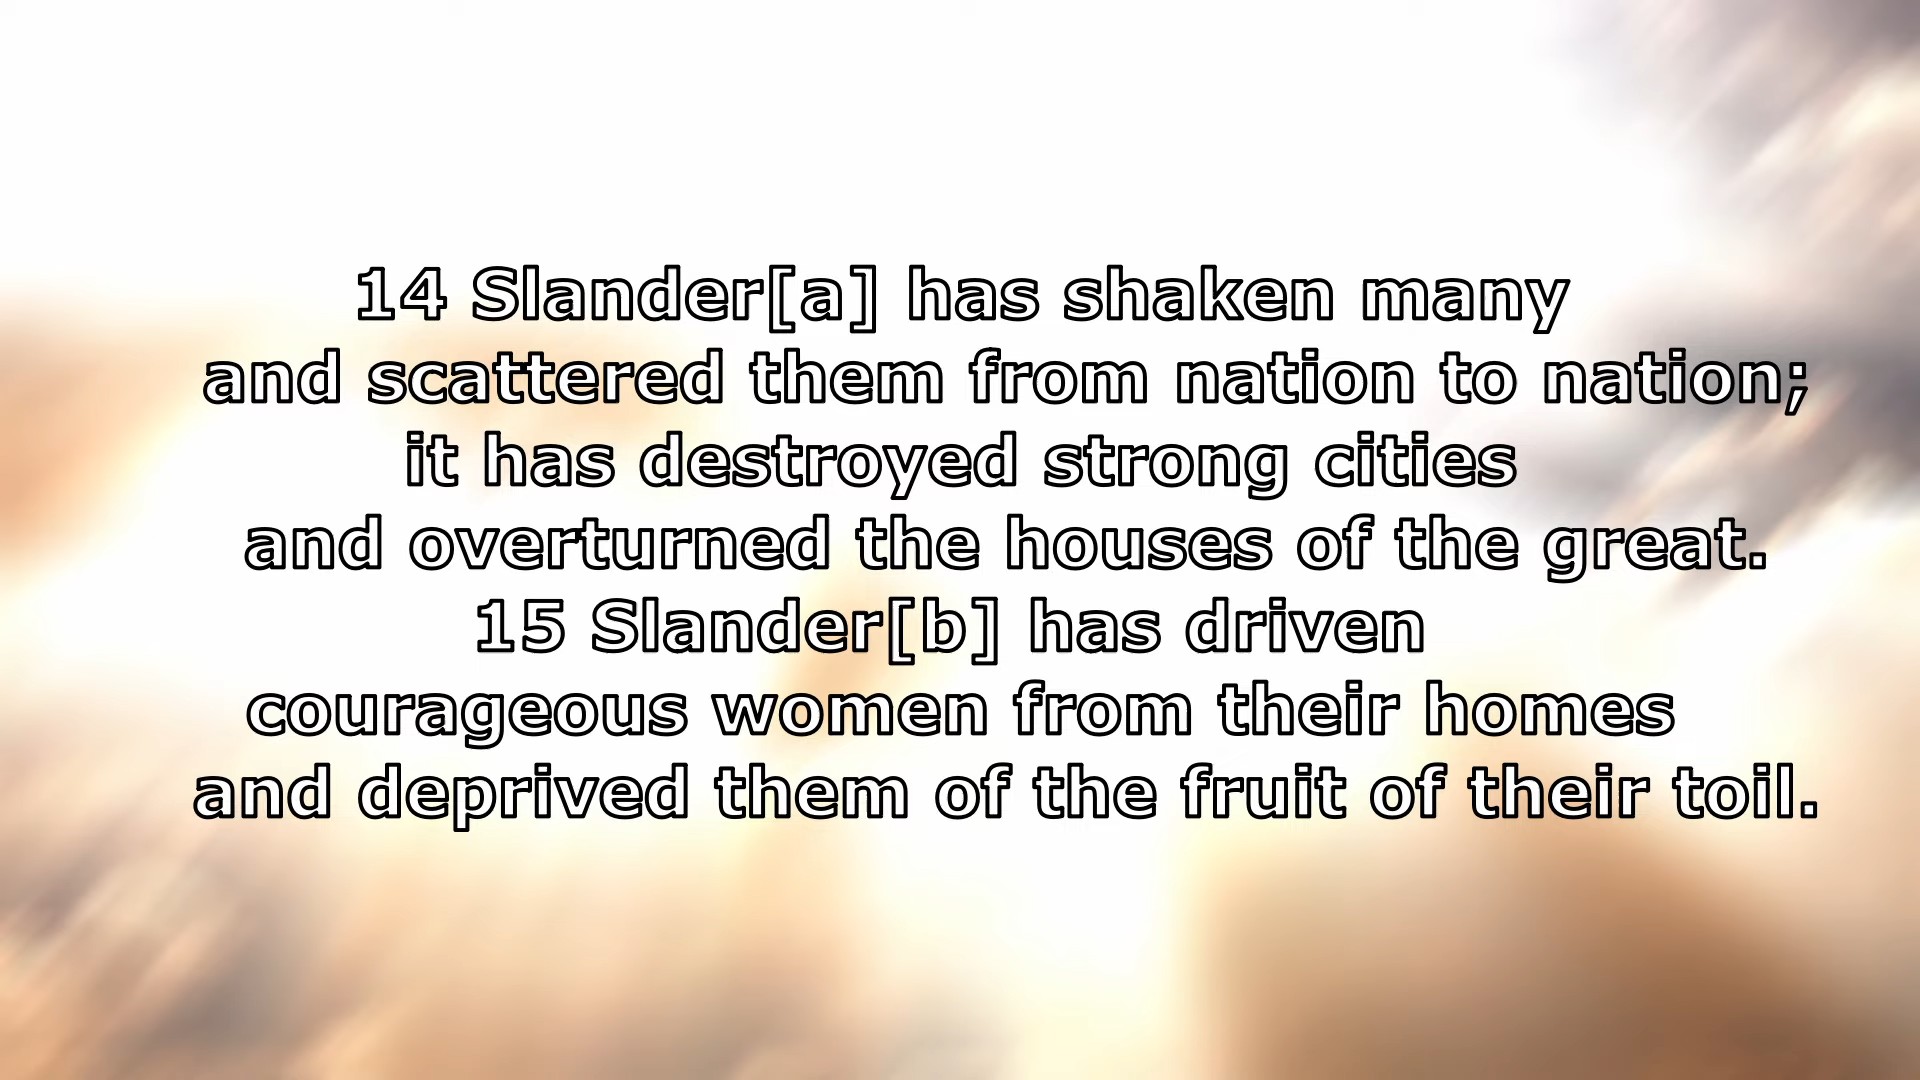 14 Slander[a] has shaken many
and scattered them from nation to nation;
it has destroyed strong cities
and overturned the houses of the great.
15 Slander[b] has driven
courageous women from their homes
and deprived them of the fruit of their toil.